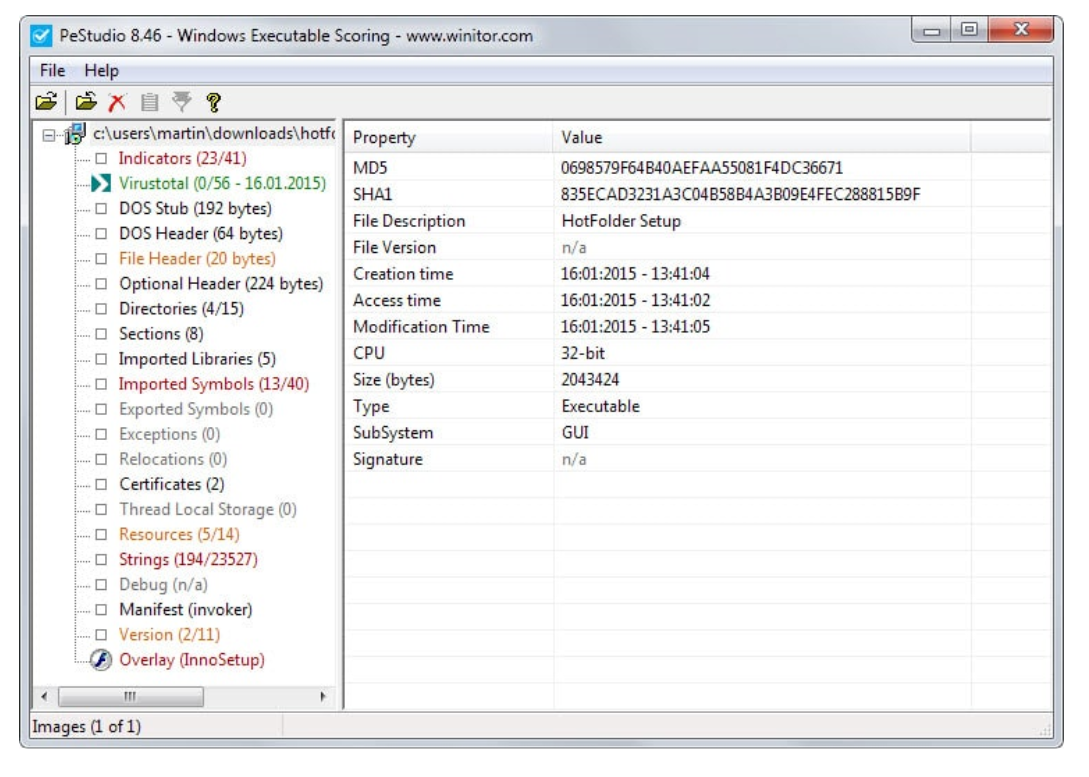 PeStudio 8.46 - Windows Executable Scoring - www.winitor.com
File Help
c:\users\martin\downloads\hotfo
Indicators (23/41)
Virustotal (0/56 - 16.01.2015)
DOS Stub (192 bytes)
DOS Header (64 bytes)
File Header (20 bytes)
Optional Header (224 bytes)
Directories (4/15)
Sections (8)
Imported Libraries (5)
Imported Symbols (13/40)
Exported Symbols (0)
Exceptions (0)
Relocations (0)
Certificates (2)
Thread Local Storage (0)
Resources (5/14)
Strings (194/23527)
Debug (n/a)
Manifest (invoker)
Version (2/11)
Overlay (InnoSetup)
Property Value
MD5 0698579F64B40AEFAA55081F4DC36671
SHA1 835ECAD3231A3C04B58B4A3B09E4FEC288815B9F
File Description HotFolder Setup
File Version n/a
Creation time 16:01:2015 - 13:41:04
Access time 16:01:2015 - 13:41:02
Modification Time 16:01:2015 - 13:41:05
CPU 32-bit
Size (bytes) 2043424
Type Executable
SubSystem GUI
Signature n/a
Images (1 of 1)